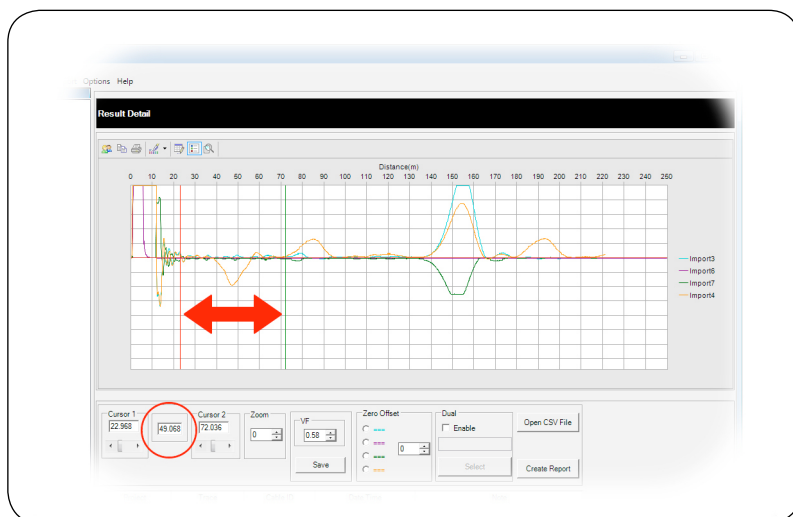 Options Help
Result Detail
Distance(m)
0 10 20 30 40 50 60 70 80 90 100 110 120 130 140 150 160 170 180 190 200 210 220 230 240 250
Import3
Import6
Import7
Import4
Cursor 1
22.968
49.068
Cursor 2
72.036
Zoom
0
VF
0.58
Save
Zero Offset
0
Dual
Enable
Select
Open CSV File
Create Report